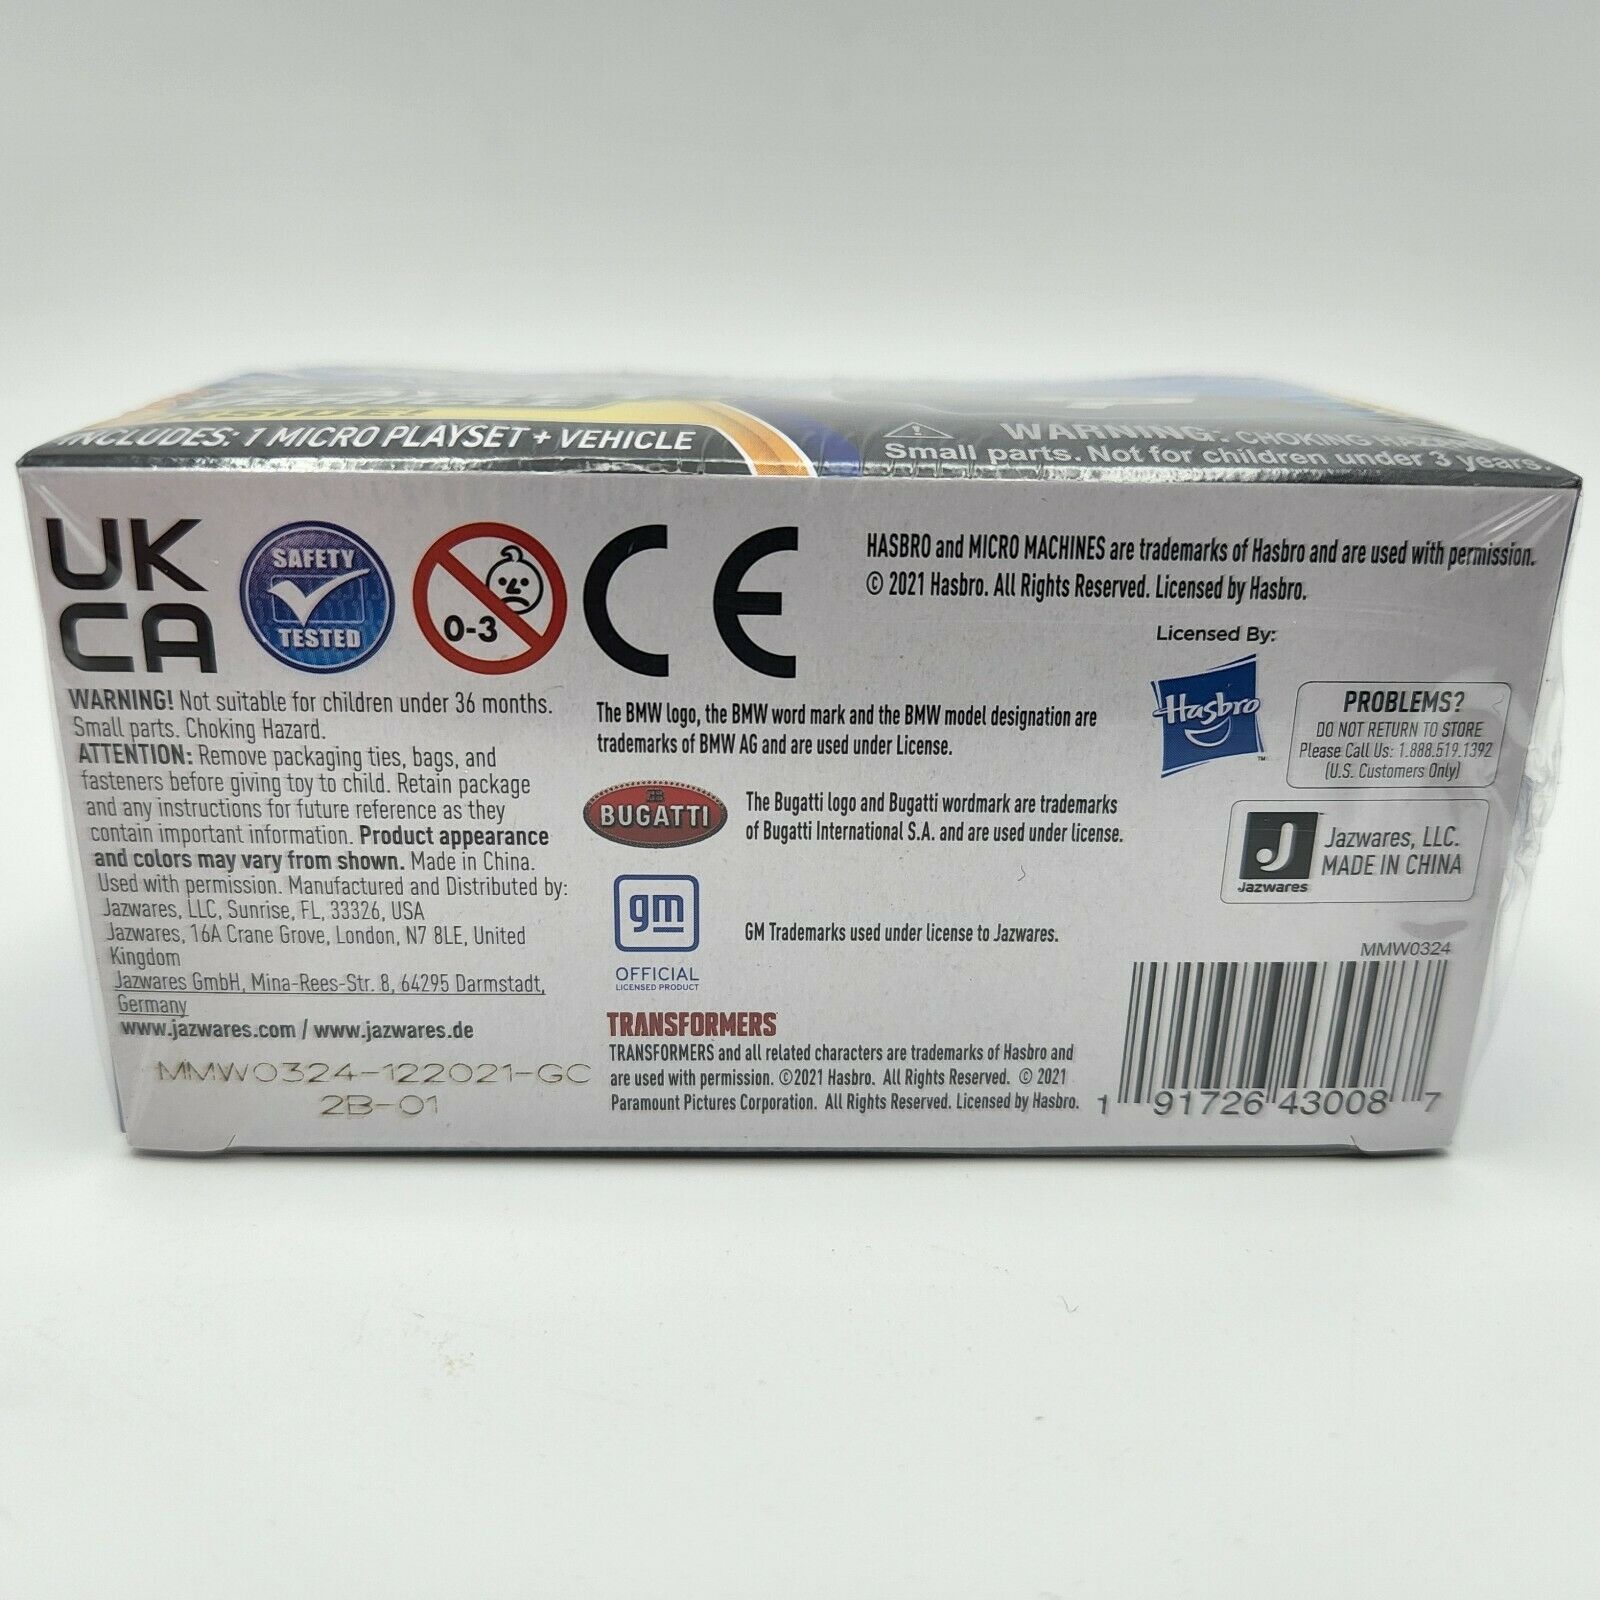 INSIDE!
INCLUDES: 1 MICRO PLAYSET + VEHICLE
WARNING: CHOKING HAZARD
Small parts. Not for children under 3 years.
UK
CA
SAFETY
TESTED
0-3
CE
HASBRO and MICRO MACHINES are trademarks of Hasbro and are used with permission.
© 2021 Hasbro. All Rights Reserved. Licensed by Hasbro.
WARNING! Not suitable for children under 36 months.
Small parts. Choking Hazard.
ATTENTION: Remove packaging ties, bags, and
fasteners before giving toy to child. Retain package
and any instructions for future reference as they
contain important information. Product appearance
and colors may vary from shown. Made in China.
Used with permission. Manufactured and Distributed by:
Jazwares, LLC, Sunrise, FL, 33326, USA
Jazwares, 16A Crane Grove, London, N7 8LE, United
Kingdom
Jazwares GmbH, Mina-Rees-Str. 8, 64295 Darmstadt,
Germany
www.jazwares.com / www.jazwares.de
MMW0324-122021-GC
2B-01
The BMW logo, the BMW word mark and the BMW model designation are
trademarks of BMW AG and are used under License.
BUGATTI
The Bugatti logo and Bugatti wordmark are trademarks
of Bugatti International S.A. and are used under license.
gm
OFFICIAL
LICENSED PRODUCT
GM Trademarks used under license to Jazwares.
TRANSFORMERS
TRANSFORMERS and all related characters are trademarks of Hasbro and
are used with permission. ©2021 Hasbro. All Rights Reserved. © 2021
Paramount Pictures Corporation. All Rights Reserved. Licensed by Hasbro.
Licensed By:
Hasbro
TM
PROBLEMS?
DO NOT RETURN TO STORE
Please Call Us: 1.888.519.1392
(U.S. Customers Only)
J
Jazwares
Jazwares, LLC.
MADE IN CHINA
MMW0324
1 91726 43008 7